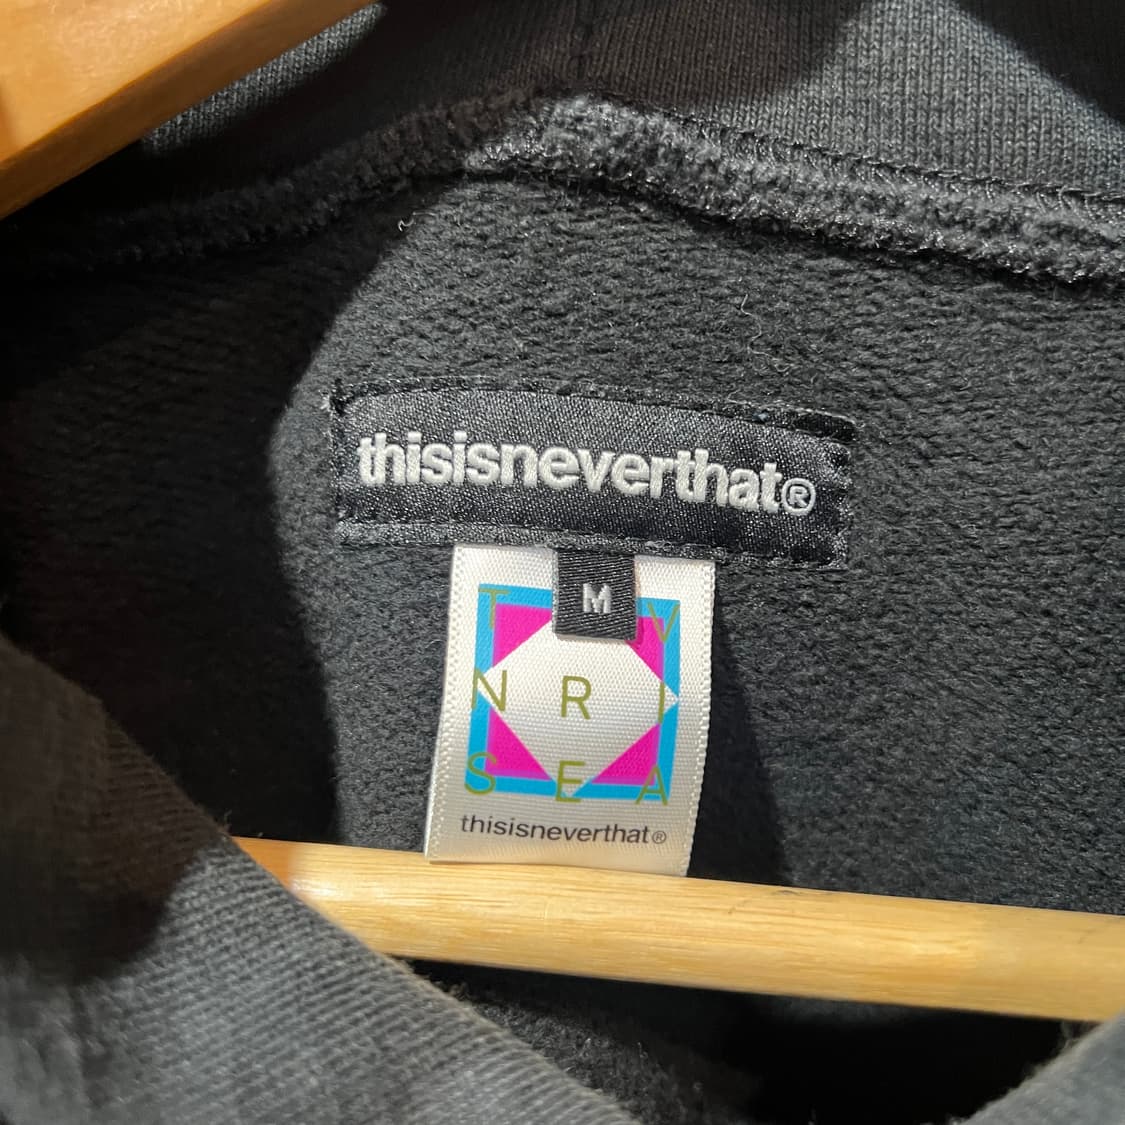 thisisneverthat®
M
T V
N R I
S E A
thisisneverthat®